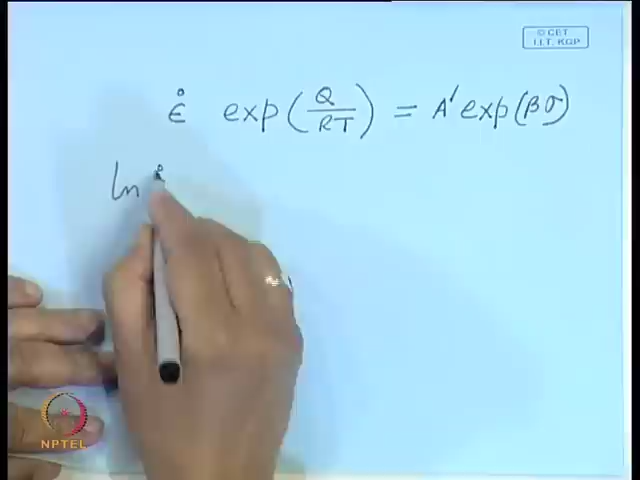 © CET
I.I.T. KGP
ε̇ exp(Q/RT) = A′ exp(βσ)
ln
NPTEL